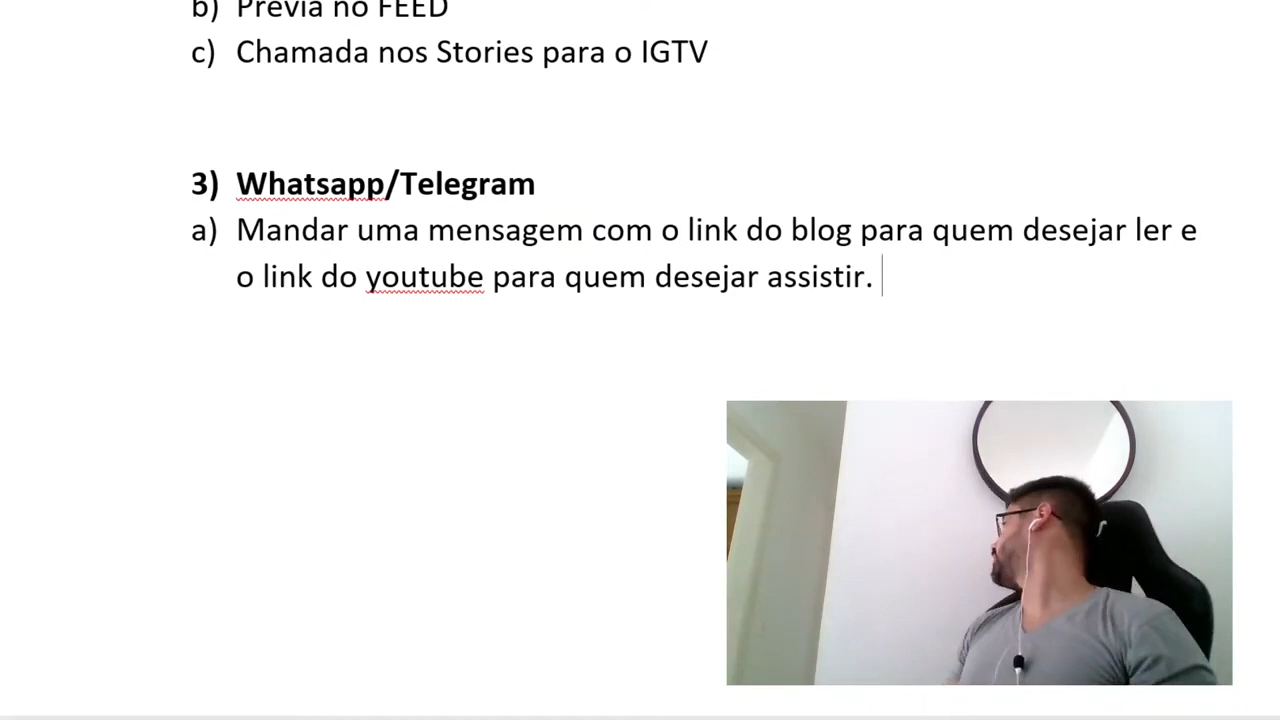 b) Prévia no FEED
c) Chamada nos Stories para o IGTV
3) Whatsapp/Telegram
a) Mandar uma mensagem com o link do blog para quem desejar ler e
o link do youtube para quem desejar assistir.